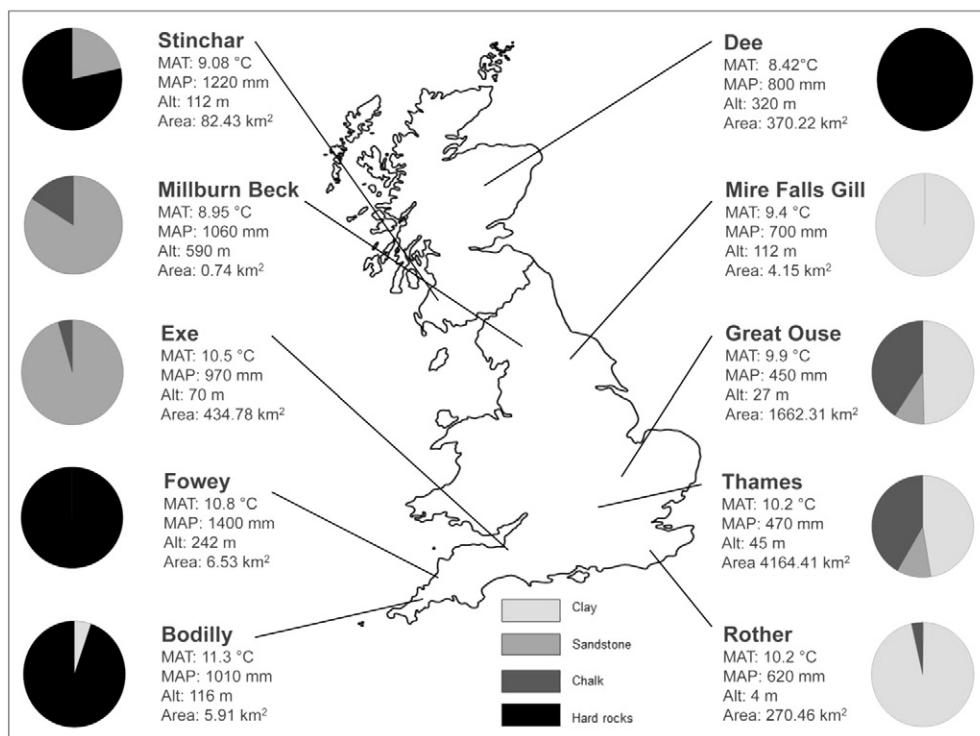 Stinchar
MAT: 9.08 °C
MAP: 1220 mm
Alt: 112 m
Area: 82.43 km²
Millburn Beck
MAT: 8.95 °C
MAP: 1060 mm
Alt: 590 m
Area: 0.74 km²
Exe
MAT: 10.5 °C
MAP: 970 mm
Alt: 70 m
Area: 434.78 km²
Fowey
MAT: 10.8 °C
MAP: 1400 mm
Alt: 242 m
Area: 6.53 km²
Bodilly
MAT: 11.3 °C
MAP: 1010 mm
Alt: 116 m
Area: 5.91 km²
Clay
Sandstone
Chalk
Hard rocks
Dee
MAT: 8.42°C
MAP: 800 mm
Alt: 320 m
Area: 370.22 km²
Mire Falls Gill
MAT: 9.4 °C
MAP: 700 mm
Alt: 112 m
Area: 4.15 km²
Great Ouse
MAT: 9.9 °C
MAP: 450 mm
Alt: 27 m
Area: 1662.31 km²
Thames
MAT: 10.2 °C
MAP: 470 mm
Alt: 45 m
Area 4164.41 km²
Rother
MAT: 10.2 °C
MAP: 620 mm
Alt: 4 m
Area: 270.46 km²